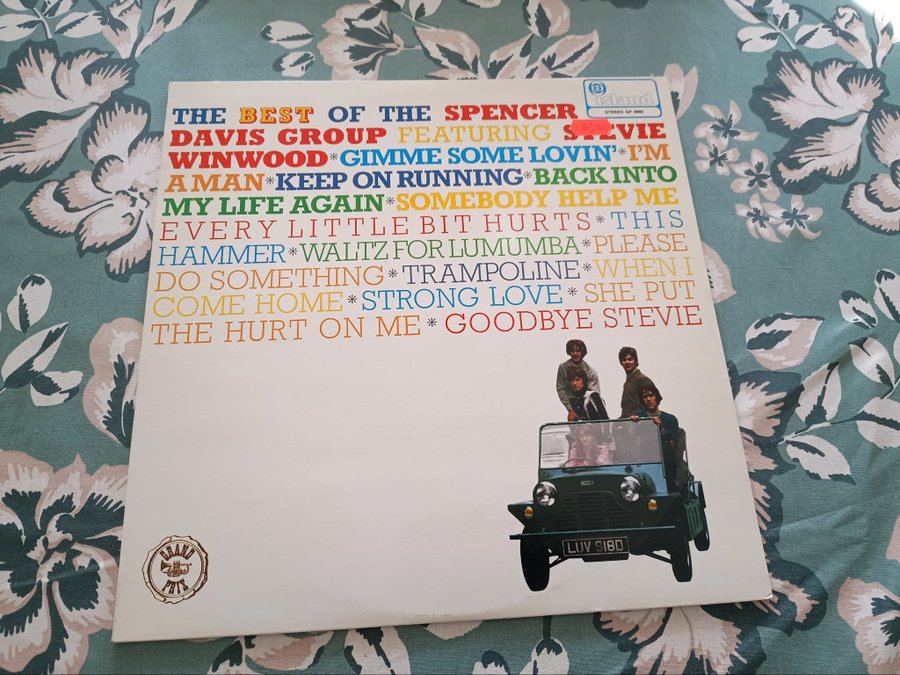 THE BEST OF THE SPENCER
DAVIS GROUP FEATURING STEVIE
WINWOOD*GIMME SOME LOVIN'*I'M
A MAN*KEEP ON RUNNING*BACK INTO
MY LIFE AGAIN*SOMEBODY HELP ME
EVERY LITTLE BIT HURTS*THIS
HAMMER*WALTZ FOR LUMUMBA*PLEASE
DO SOMETHING*TRAMPOLINE*WHEN I
COME HOME*STRONG LOVE*SHE PUT
THE HURT ON ME*GOODBYE STEVIE
island
LUV 918D
GRAND
PRIX